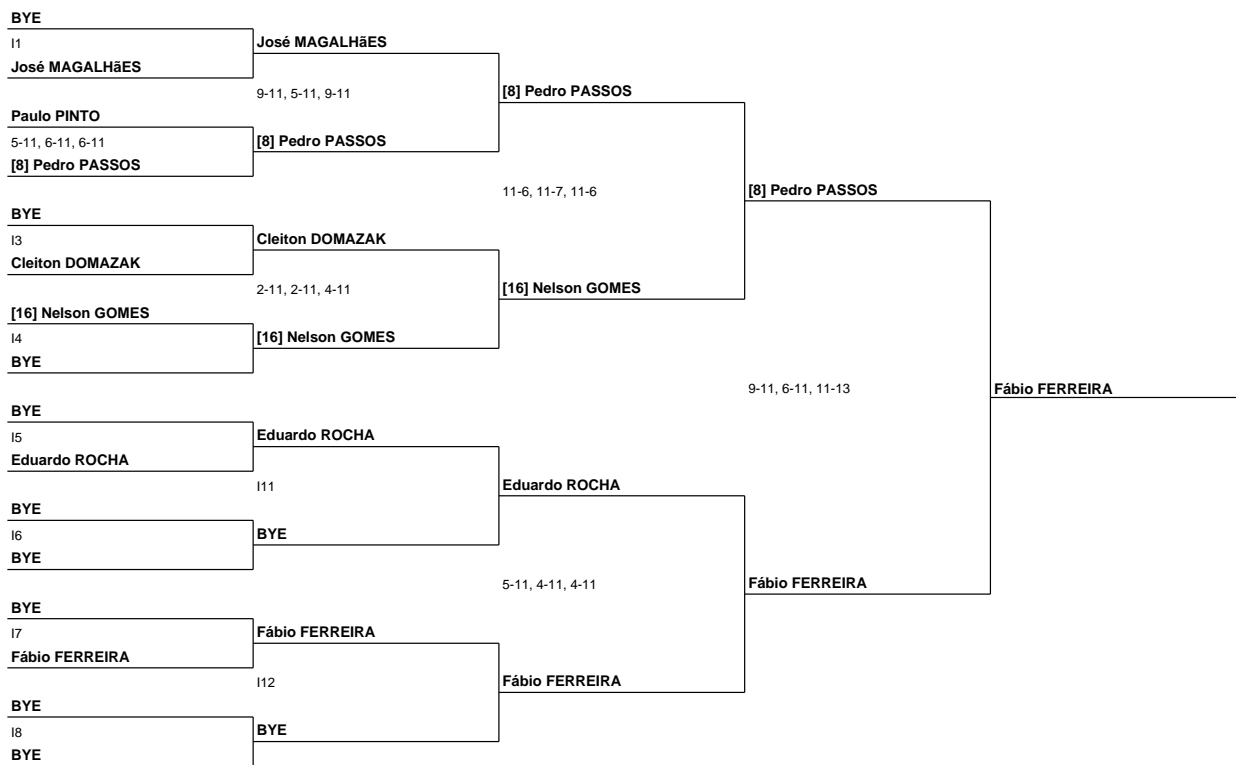 BYE
I1
José MAGALHãES
José MAGALHãES
9-11, 5-11, 9-11
[8] Pedro PASSOS
Paulo PINTO
5-11, 6-11, 6-11
[8] Pedro PASSOS
[8] Pedro PASSOS
11-6, 11-7, 11-6
[8] Pedro PASSOS
BYE
I3
Cleiton DOMAZAK
Cleiton DOMAZAK
2-11, 2-11, 4-11
[16] Nelson GOMES
[16] Nelson GOMES
I4
BYE
[16] Nelson GOMES
9-11, 6-11, 11-13
Fábio FERREIRA
BYE
I5
Eduardo ROCHA
Eduardo ROCHA
I11
Eduardo ROCHA
BYE
I6
BYE
BYE
5-11, 4-11, 4-11
Fábio FERREIRA
BYE
I7
Fábio FERREIRA
Fábio FERREIRA
I12
Fábio FERREIRA
BYE
I8
BYE
BYE